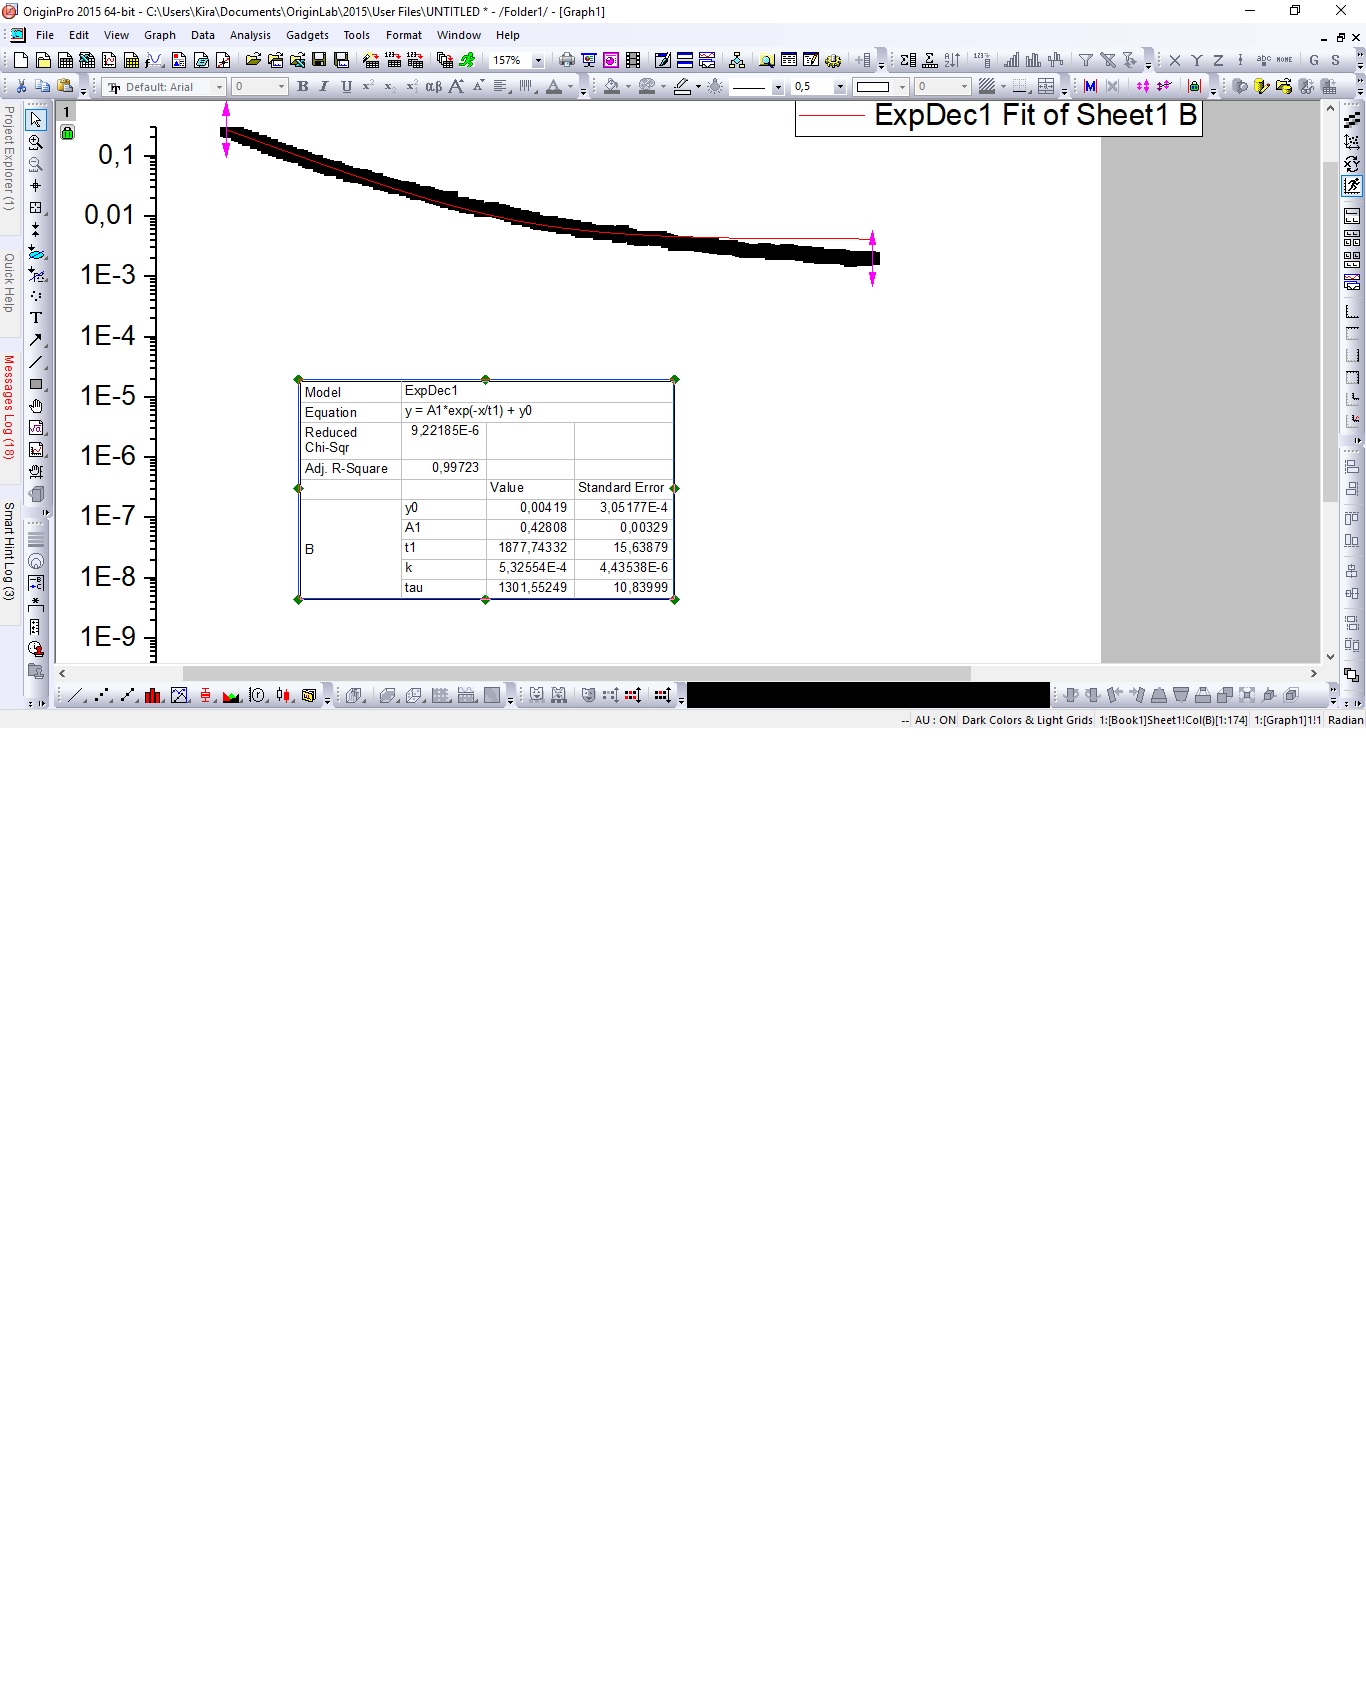 OriginPro 2015 64-bit - C:\Users\Kira\Documents\OriginLab\2015\User Files\UNTITLED * - /Folder1/ - [Graph1]
File Edit View Graph Data Analysis Gadgets Tools Format Window Help
157%
Default: Arial 0 B I U x² x₂ αβ A A 0,5 0
Project Explorer (1)
Quick Help
Messages Log (18)
Smart Hint Log (3)
1
ExpDec1 Fit of Sheet1 B
0,1
0,01
1E-3
1E-4
1E-5
1E-6
1E-7
1E-8
1E-9
Model ExpDec1
Equation y = A1*exp(-x/t1) + y0
Reduced Chi-Sqr 9,22185E-6
Adj. R-Square 0,99723
Value Standard Error
B y0 0,00419 3,05177E-4
A1 0,42808 0,00329
t1 1877,74332 15,63879
k 5,32554E-4 4,43538E-6
tau 1301,55249 10,83999
-- AU : ON Dark Colors & Light Grids 1:[Book1]Sheet1!Col(B)[1:174] 1:[Graph1]1!1 Radian